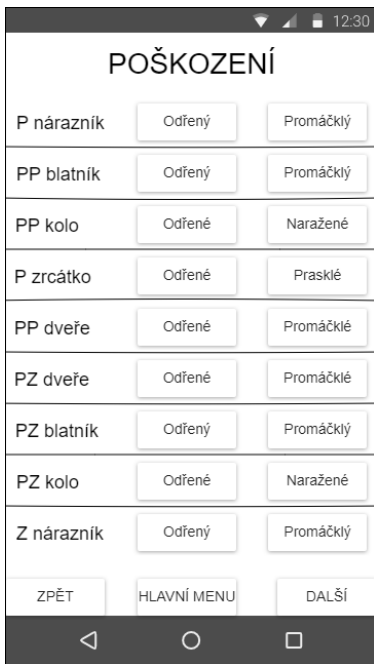 12:30
POŠKOZENÍ
P nárazník Odřený Promáčklý
PP blatník Odřený Promáčklý
PP kolo Odřené Naražené
P zrcátko Odřené Prasklé
PP dveře Odřené Promáčklé
PZ dveře Odřené Promáčklé
PZ blatník Odřený Promáčklý
PZ kolo Odřené Naražené
Z nárazník Odřený Promáčklý
ZPĚT HLAVNÍ MENU DALŠÍ